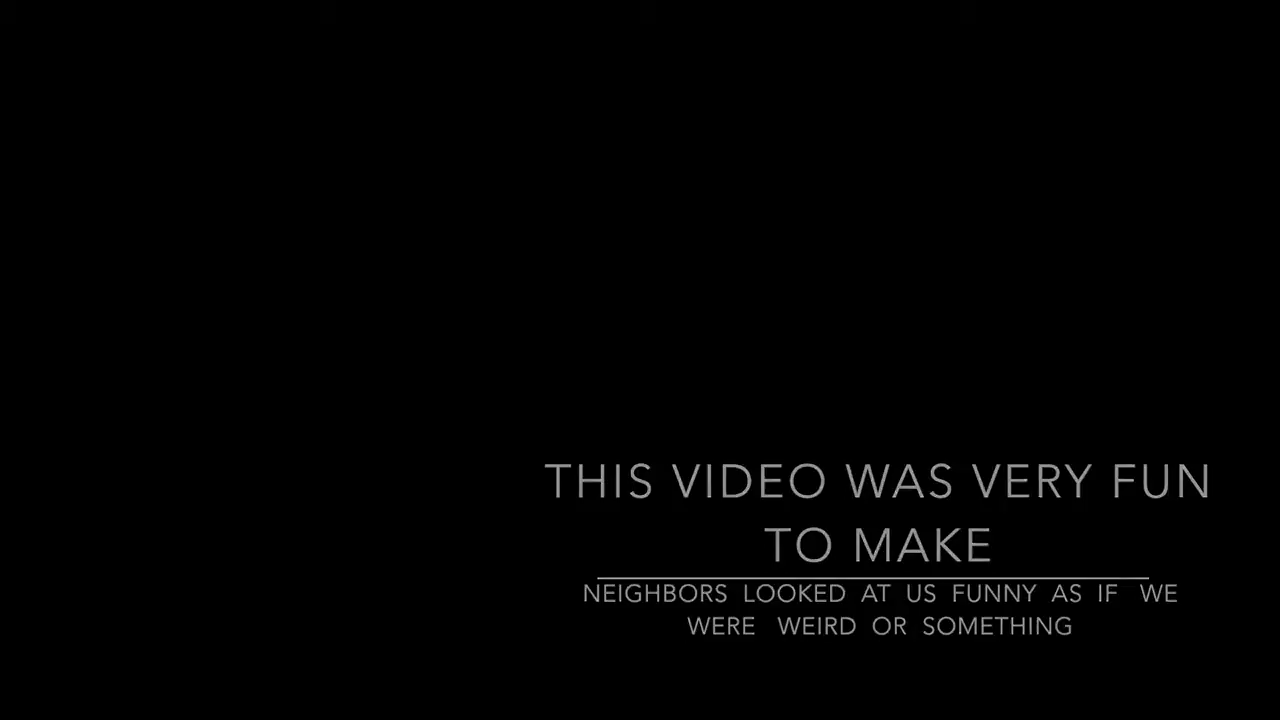 THIS VIDEO WAS VERY FUN
TO MAKE
NEIGHBORS LOOKED AT US FUNNY AS IF WE
WERE WEIRD OR SOMETHING